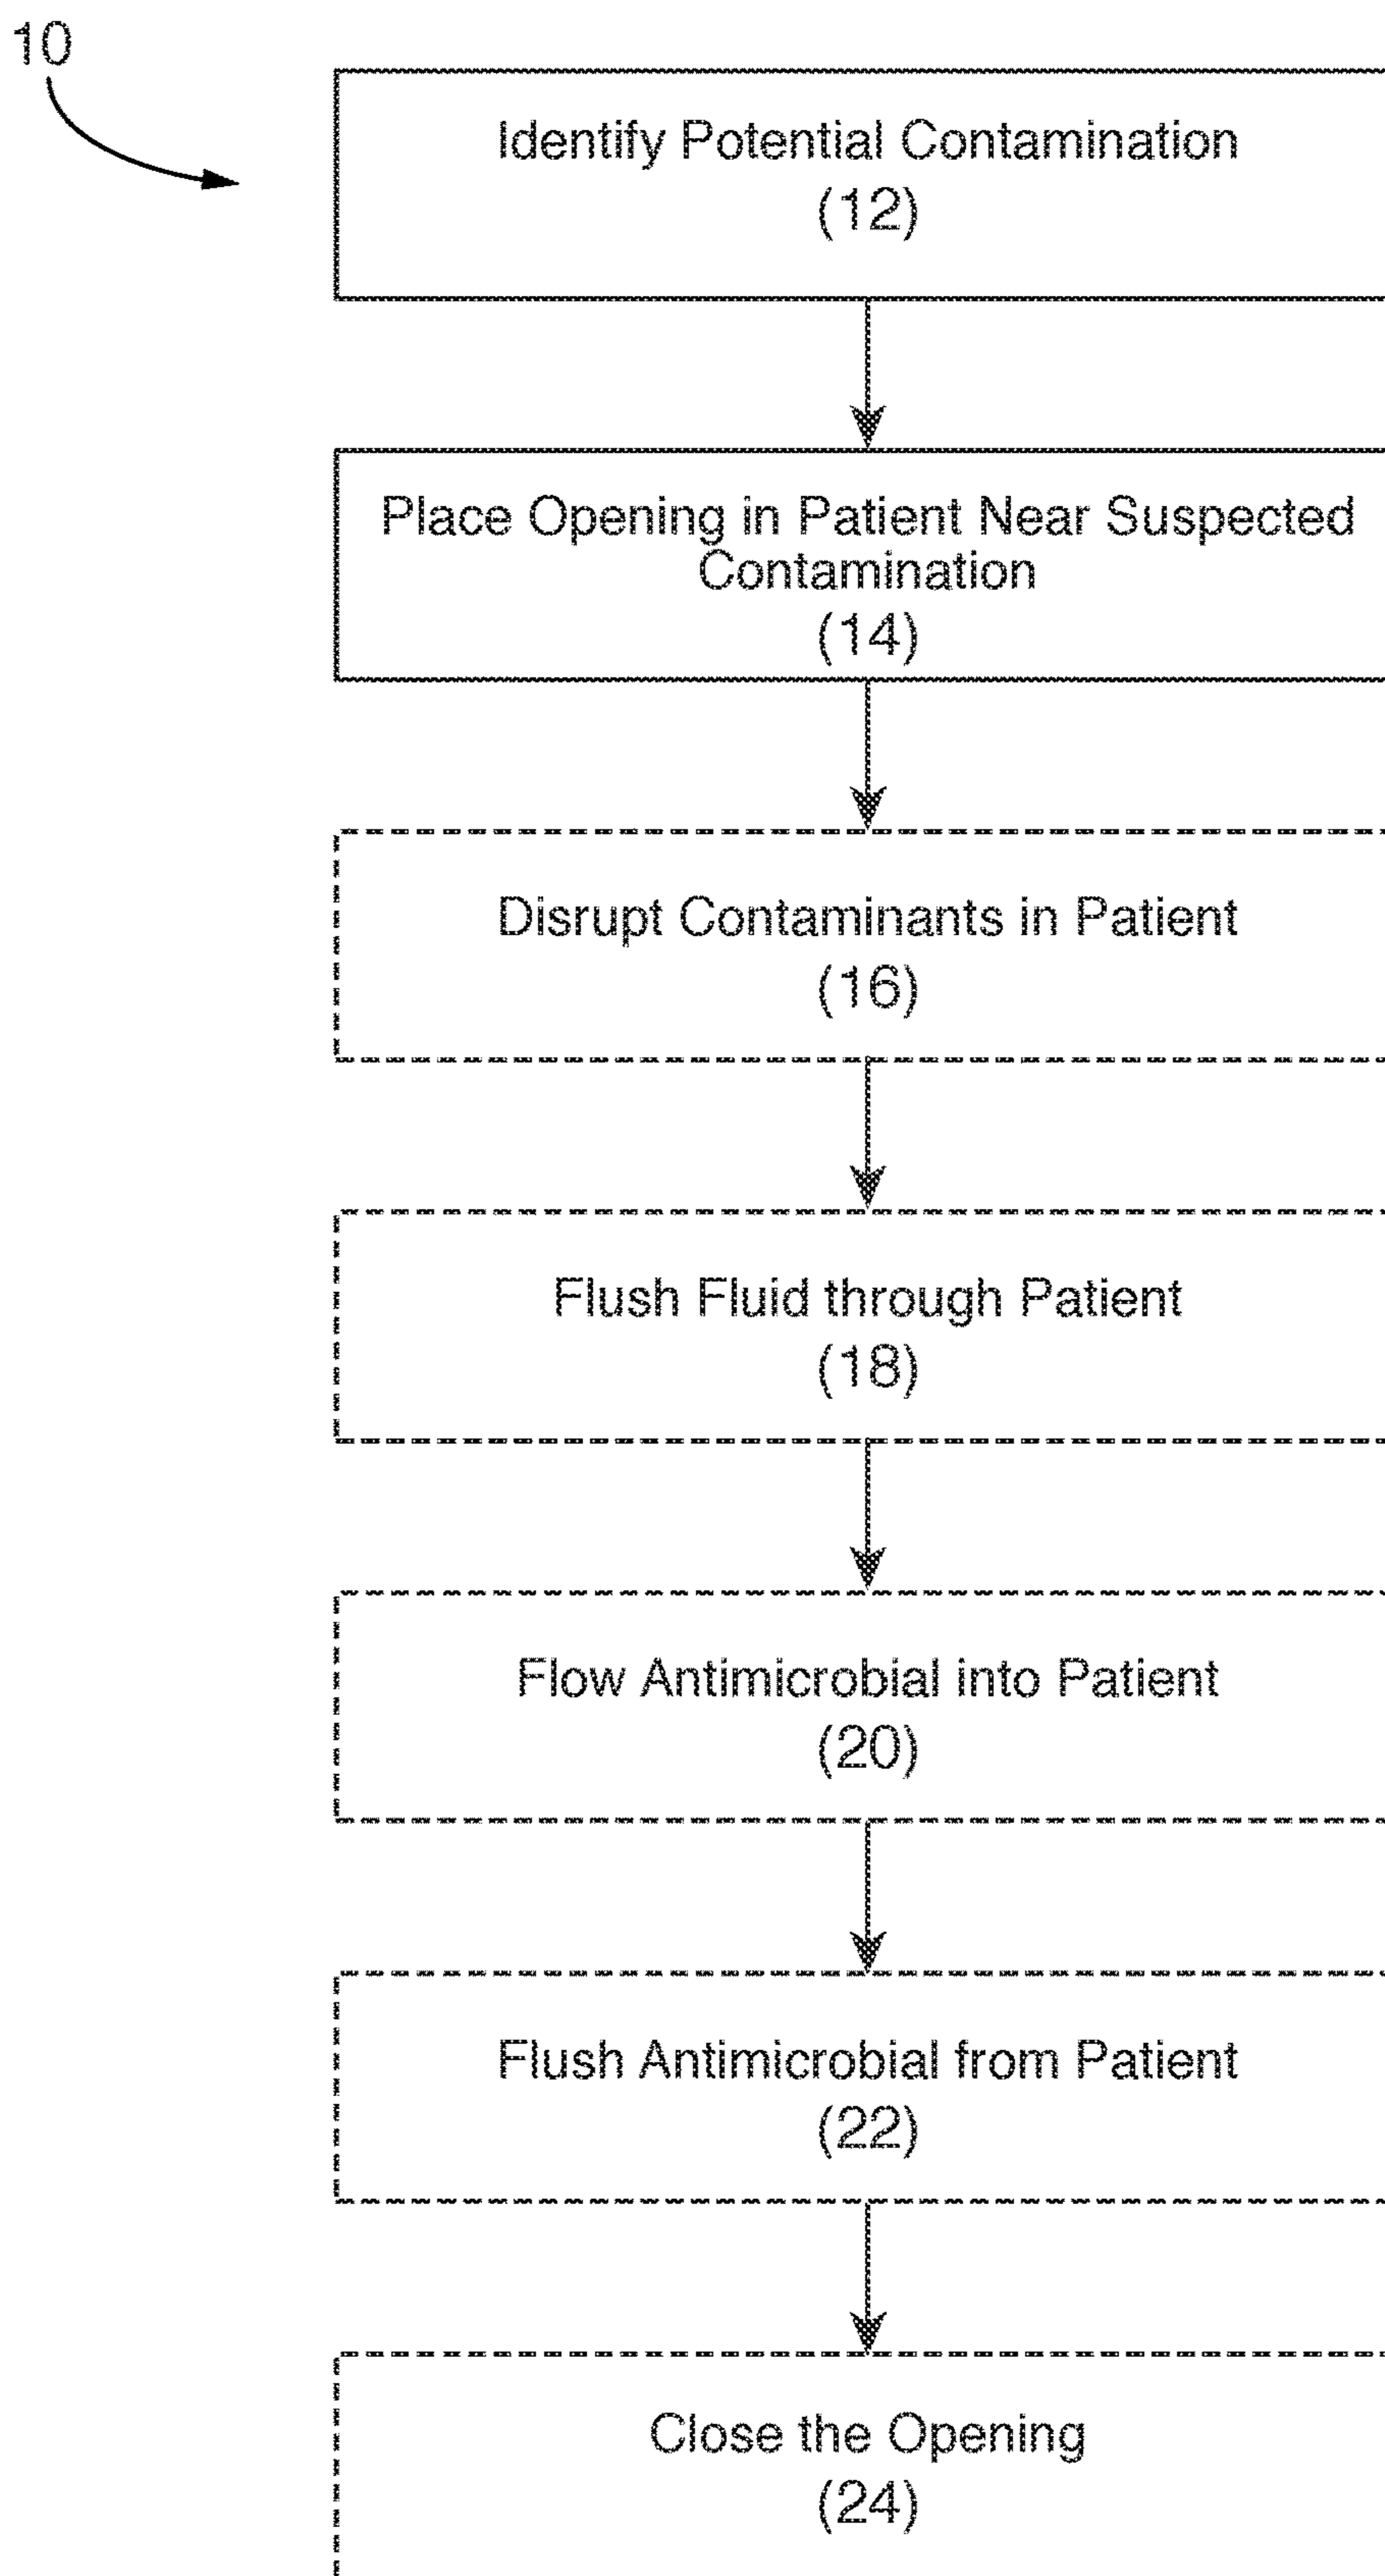 10
Identify Potential Contamination
(12)
Place Opening in Patient Near Suspected
Contamination
(14)
Disrupt Contaminants in Patient
(16)
Flush Fluid through Patient
(18)
Flow Antimicrobial into Patient
(20)
Flush Antimicrobial from Patient
(22)
Close the Opening
(24)